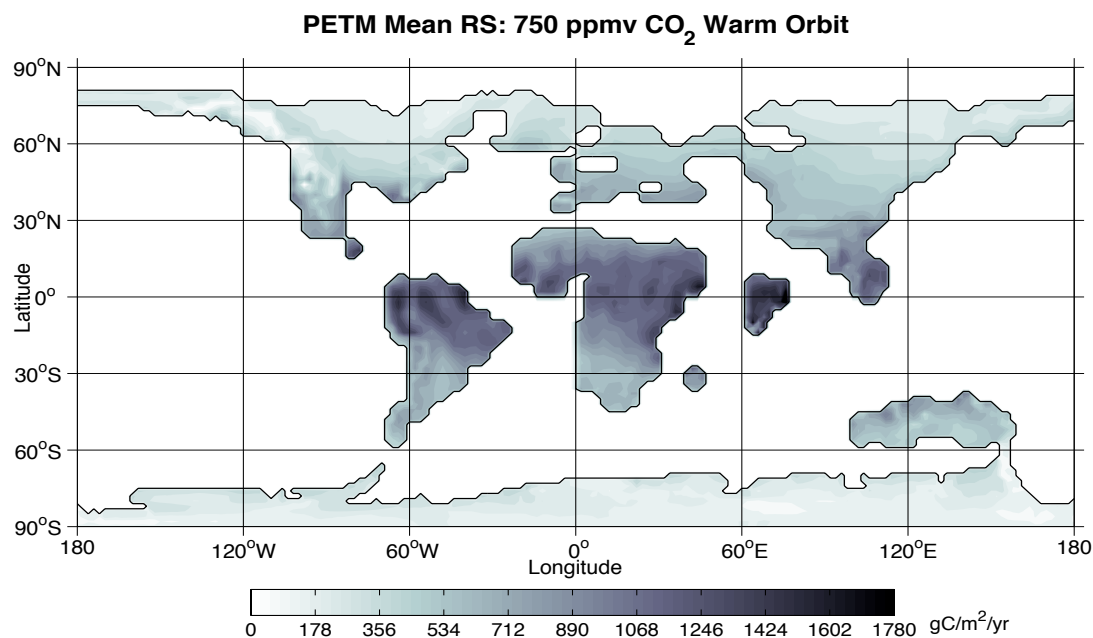 PETM Mean RS: 750 ppmv CO2 Warm Orbit
90°N
60°N
30°N
0°
30°S
60°S
90°S
Latitude
180 120°W 60°W 0° 60°E 120°E 180
Longitude
0 178 356 534 712 890 1068 1246 1424 1602 1780 gC/m²/yr